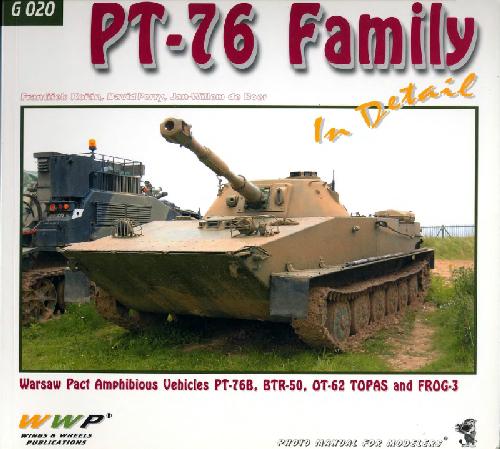 G 020
PT-76 Family
František Kořán, David Perry, Jan-Willem de Boer
In Detail
Warsaw Pact Amphibious Vehicles PT-76B, BTR-50, OT-62 TOPAS and FROG-3
WWP®
WINGS & WHEELS
PUBLICATIONS
PHOTO MANUAL FOR MODELERS